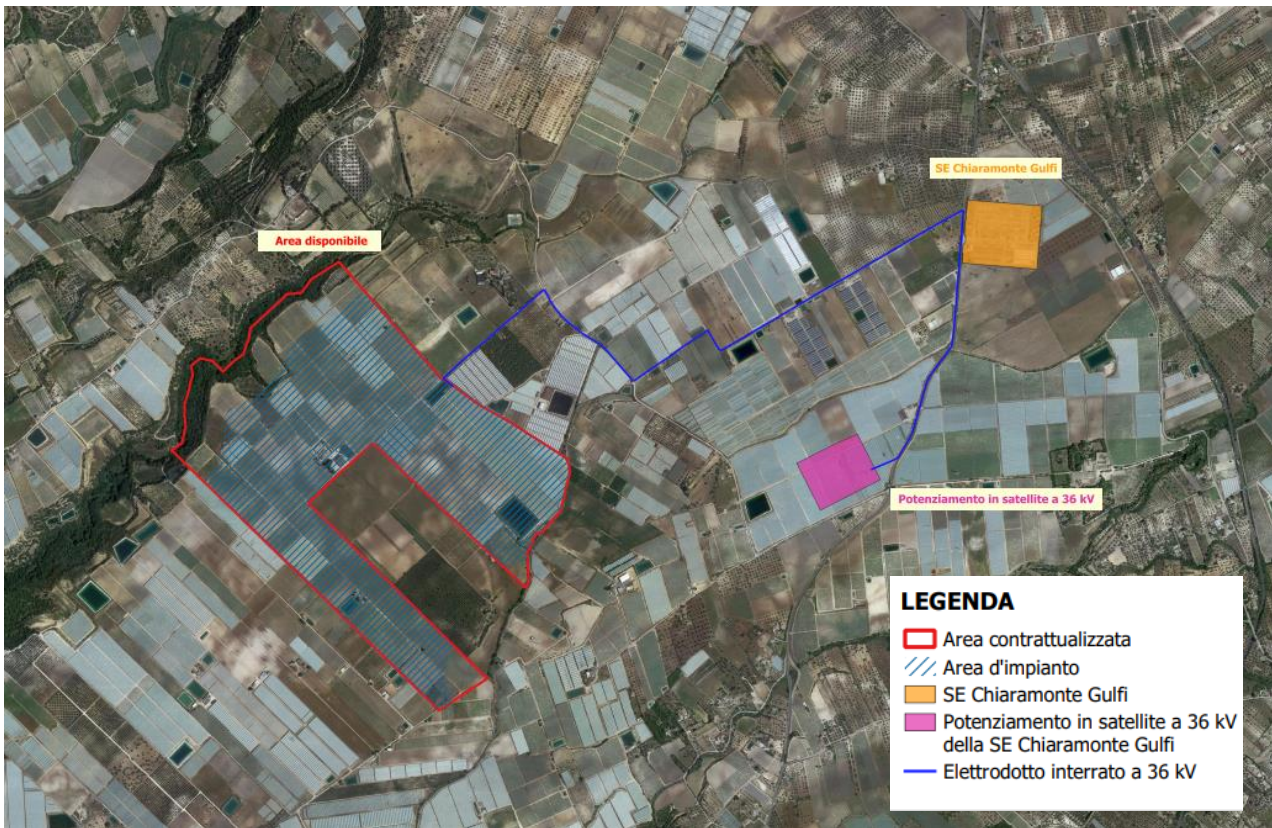 SE Chiaramonte Gulfi
Area disponibile
Potenziamento in satellite a 36 kV
LEGENDA
Area contrattualizzata
Area d'impianto
SE Chiaramonte Gulfi
Potenziamento in satellite a 36 kV
della SE Chiaramonte Gulfi
Elettrodotto interrato a 36 kV